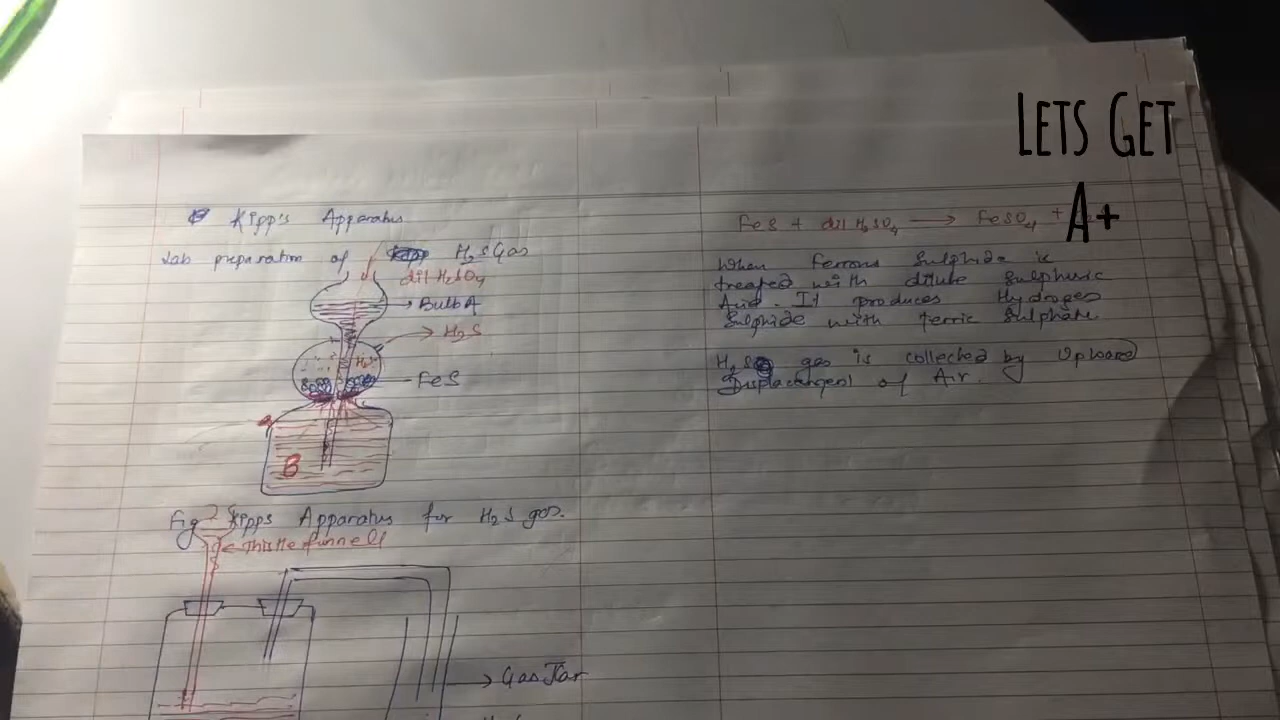 LETS GET
A+
Kipp's Apparatus
Lab preparation of H₂S Gas
dil H₂SO₄
Bulb A
H₂S
H₂S
FeS
B
Fig Kipps Apparatus for H₂S gas.
Thistle funnel
Gas Jar
FeS + dil H₂SO₄ → FeSO₄ +
When ferrous Sulphide is
treated with dilute Sulphuric
Acid. It produces Hydrogen
Sulphide with ferric Sulphate
H₂S gas is collected by Upward
Displacement of Air.